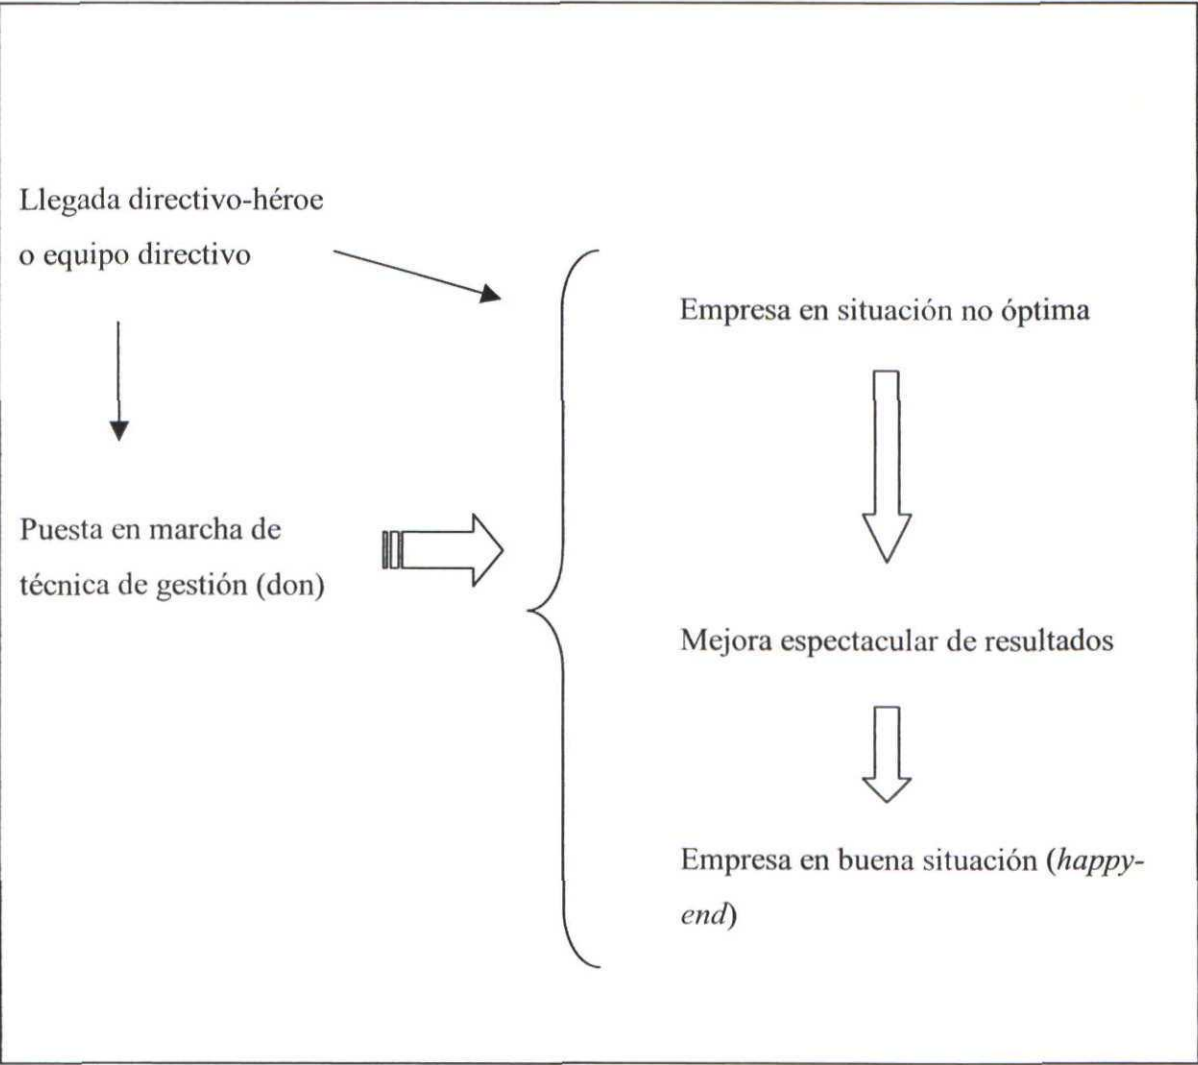 Llegada directivo-héroe
o equipo directivo
Puesta en marcha de
técnica de gestión (don)
Empresa en situación no óptima
Mejora espectacular de resultados
Empresa en buena situación (happy-
end)